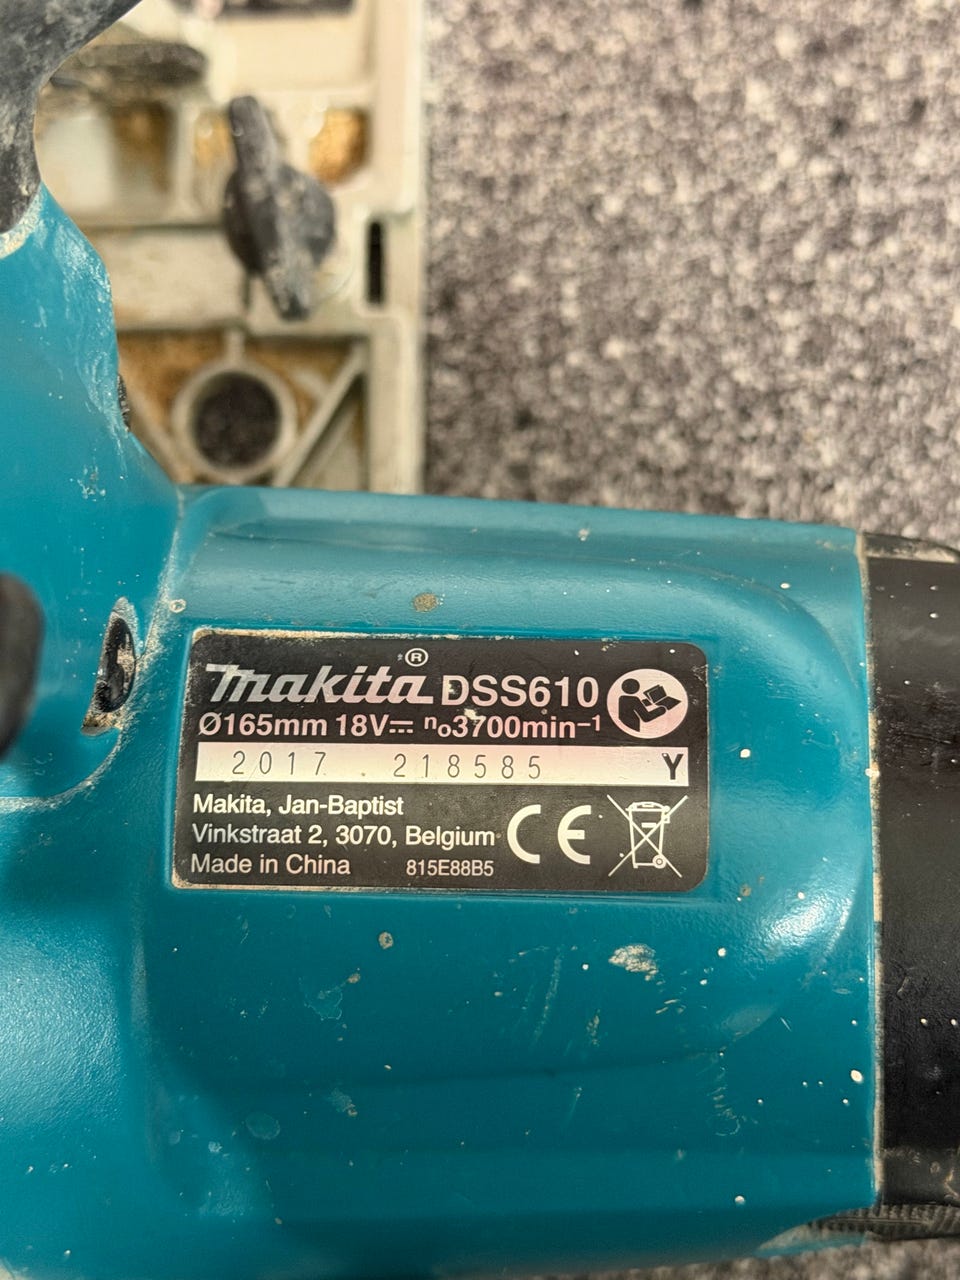 makita® DSS610
Ø165mm 18V⎓ n₀3700min⁻¹
2017 218585 Y
Makita, Jan-Baptist
Vinkstraat 2, 3070, Belgium
Made in China 815E88B5
CE